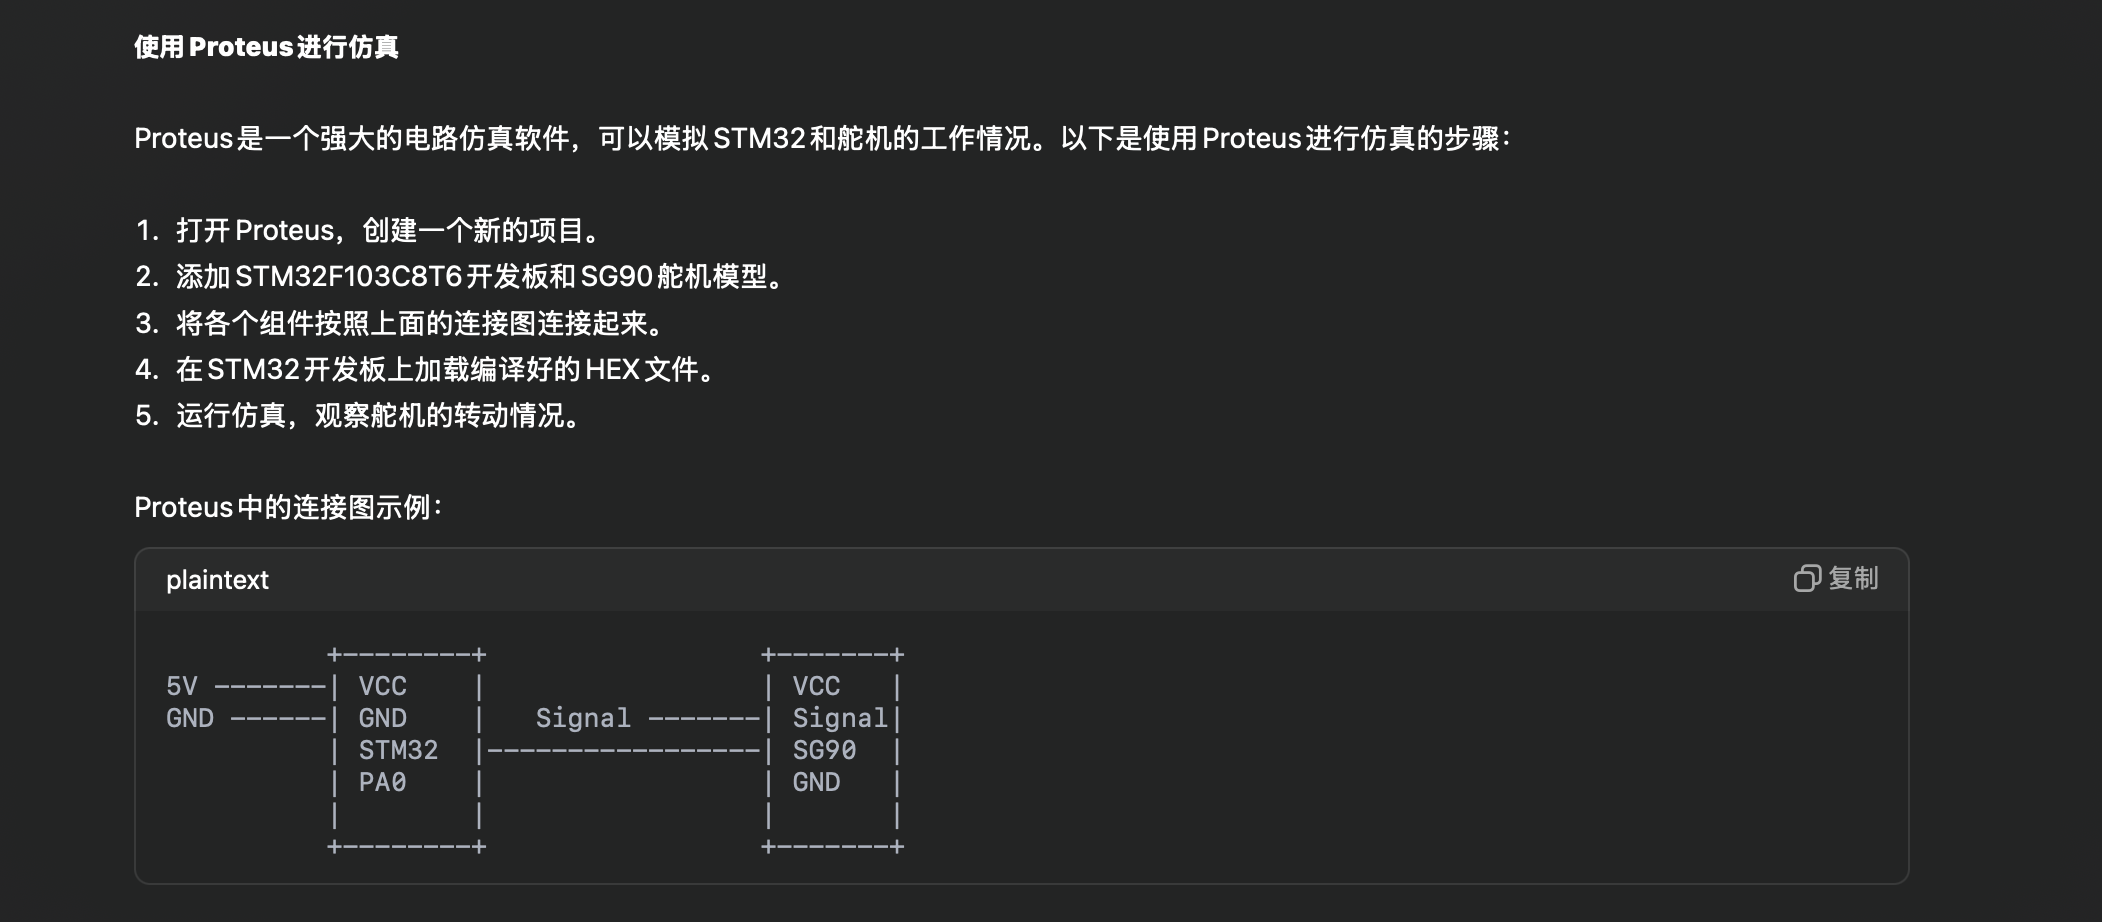 使用Proteus进行仿真
Proteus是一个强大的电路仿真软件，可以模拟STM32和舵机的工作情况。以下是使用Proteus进行仿真的步骤：
1. 打开Proteus，创建一个新的项目。
2. 添加STM32F103C8T6开发板和SG90舵机模型。
3. 将各个组件按照上面的连接图连接起来。
4. 在STM32开发板上加载编译好的HEX文件。
5. 运行仿真，观察舵机的转动情况。
Proteus中的连接图示例：
plaintext 复制
          +--------+                 +-------+
5V -------| VCC    |                 | VCC   |
GND ------| GND    |   Signal -------| Signal|
          | STM32  |-----------------| SG90  |
          | PA0    |                 | GND   |
          |        |                 |       |
          +--------+                 +-------+